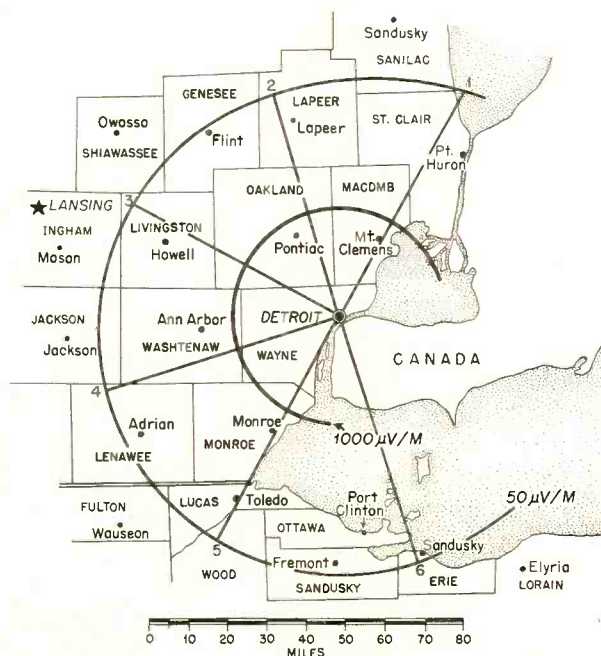 Sandusky
SANILAC
GENESEE
2
LAPEER
1
Owosso
Flint
Lapeer
ST. CLAIR
SHIAWASSEE
Pt.
Huron
OAKLAND
MACOMB
3
LANSING
LIVINGSTON
INGHAM
Howell
Pontiac
Mt.
Clemens
Mason
JACKSON
Ann Arbor
DETROIT
Jackson
WASHTENAW
WAYNE
CANADA
4
Adrian
Monroe
MONROE
1000 µV/M
LENAWEE
FULTON
LUCAS
Toledo
Port
Clinton
50 µV/M
Wauseon
OTTAWA
5
Sandusky
WOOD
Fremont
6
SANDUSKY
ERIE
Elyria
LORAIN
0 10 20 30 40 50 60 70 80
MILES